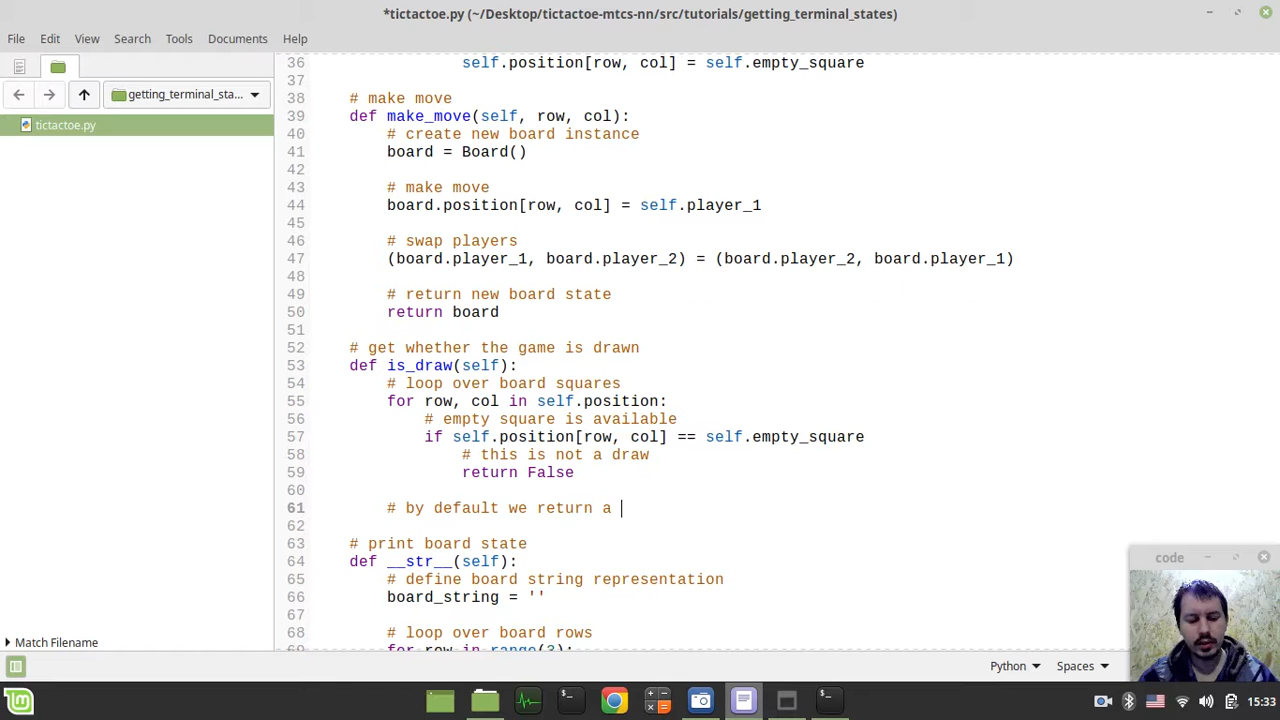 *tictactoe.py (~/Desktop/tictactoe-mtcs-nn/src/tutorials/getting_terminal_states)
File Edit View Search Tools Documents Help
getting_terminal_sta...
tictactoe.py
36 self.position[row, col] = self.empty_square
37
38 # make move
39 def make_move(self, row, col):
40 # create new board instance
41 board = Board()
42
43 # make move
44 board.position[row, col] = self.player_1
45
46 # swap players
47 (board.player_1, board.player_2) = (board.player_2, board.player_1)
48
49 # return new board state
50 return board
51
52 # get whether the game is drawn
53 def is_draw(self):
54 # loop over board squares
55 for row, col in self.position:
56 # empty square is available
57 if self.position[row, col] == self.empty_square
58 # this is not a draw
59 return False
60
61 # by default we return a
62
63 # print board state
64 def __str__(self):
65 # define board string representation
66 board_string = ''
67
68 # loop over board rows
69 for row in range(3):
code
Match Filename
Python Spaces
15:33